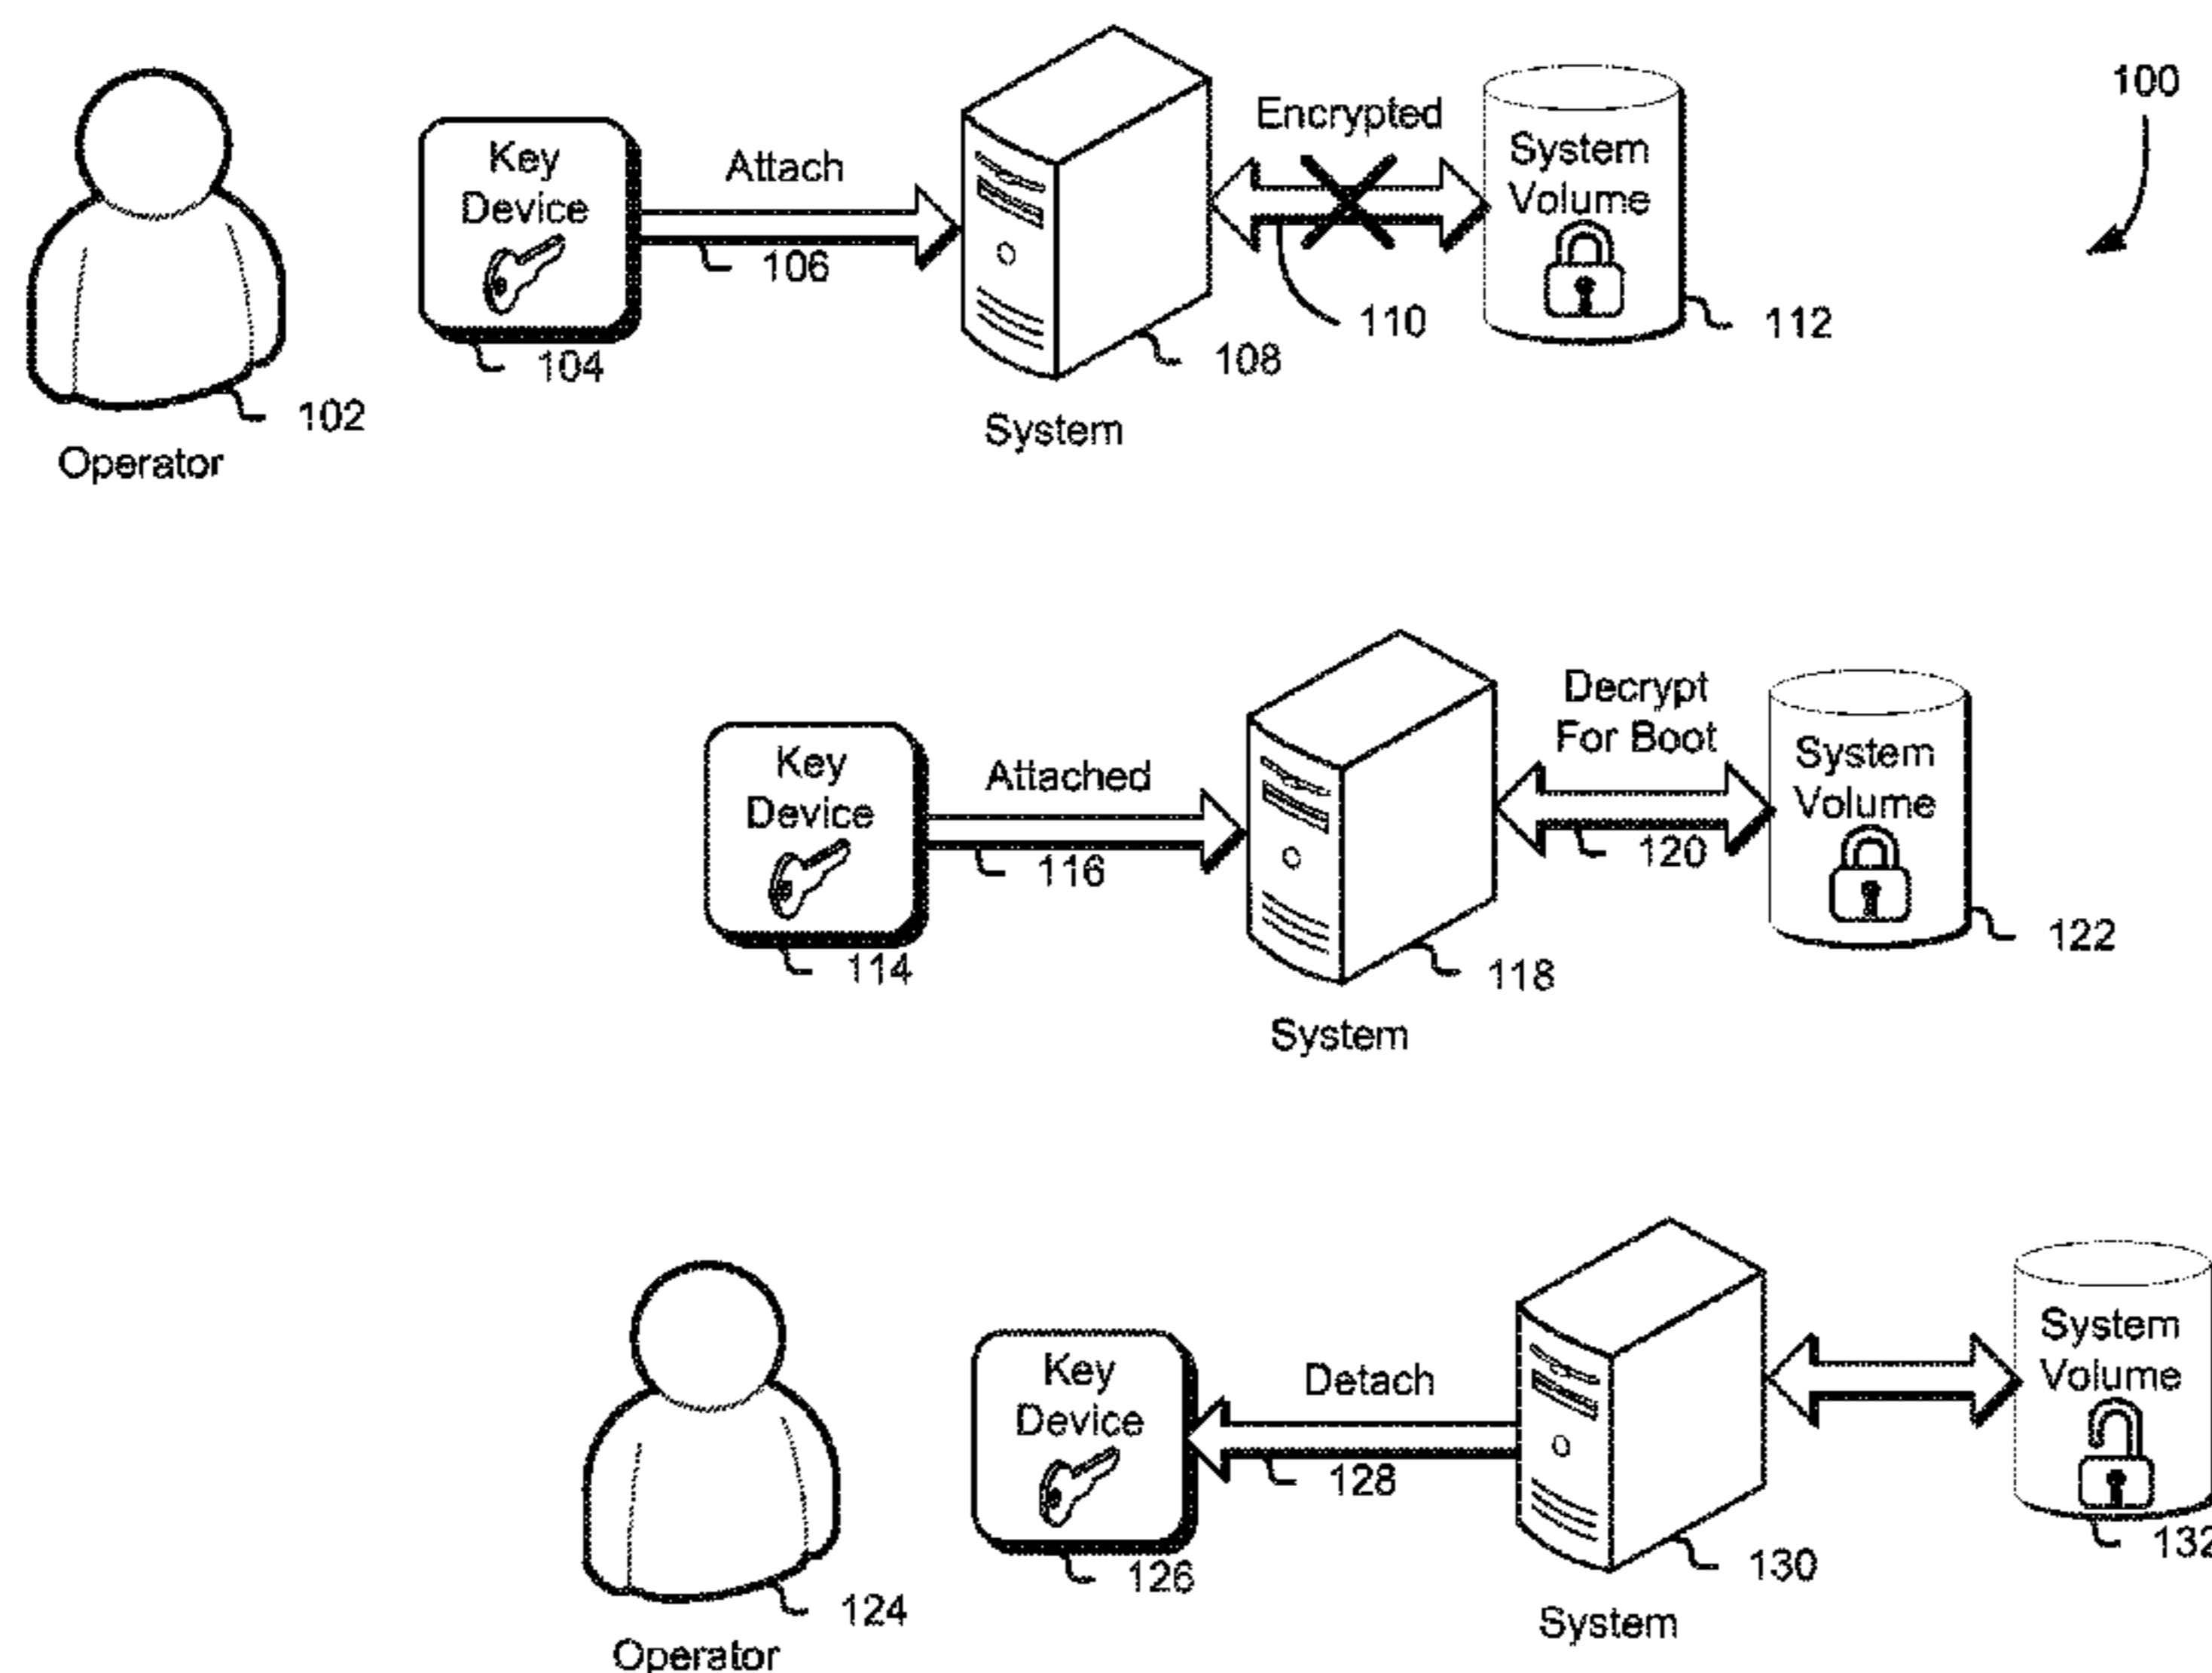 100
Key
Device
Attach
106
104
Encrypted
110
108
System
System
Volume
112
102
Operator
Key
Device
Attached
116
114
Decrypt
For Boot
120
118
System
System
Volume
122
Key
Device
Detach
128
126
130
System
System
Volume
132
124
Operator